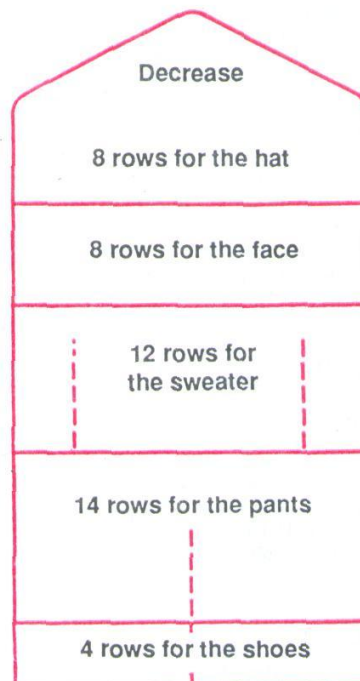 Decrease
8 rows for the hat
8 rows for the face
12 rows for
the sweater
14 rows for the pants
4 rows for the shoes